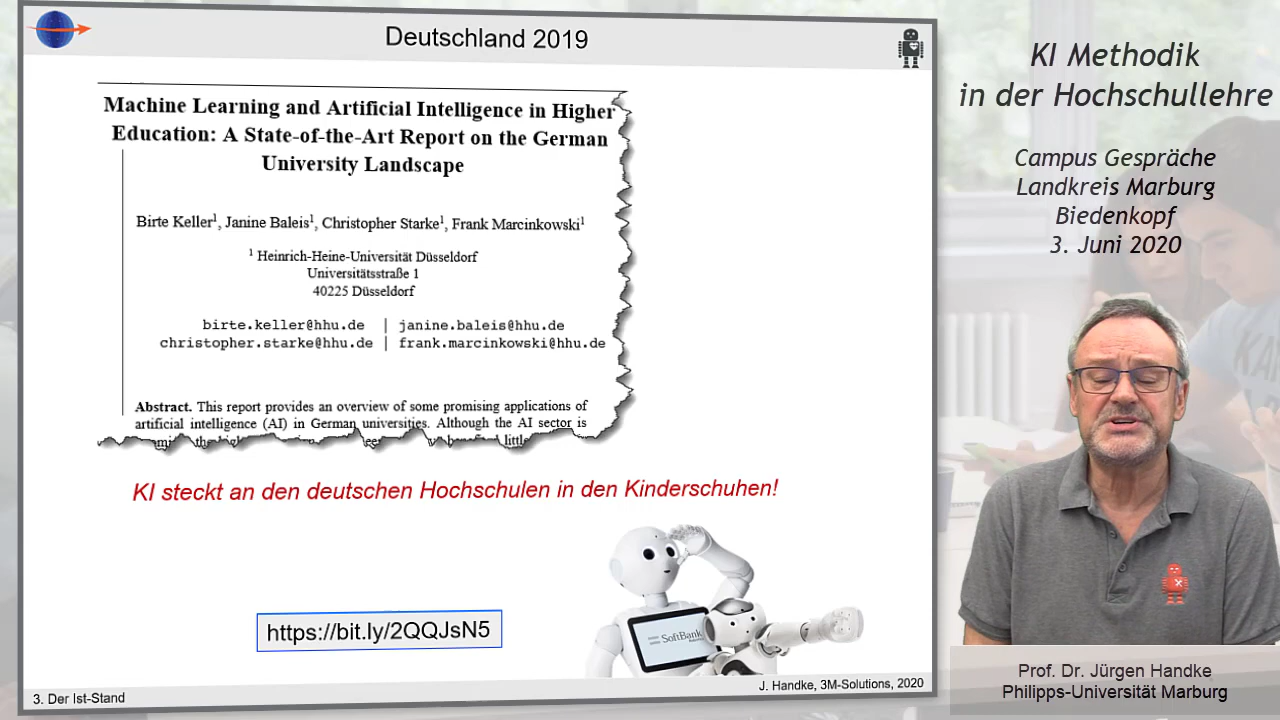 Deutschland 2019
Machine Learning and Artificial Intelligence in Higher
Education: A State-of-the-Art Report on the German
University Landscape
Birte Keller1, Janine Baleis1, Christopher Starke1, Frank Marcinkowski1
1 Heinrich-Heine-Universität Düsseldorf
Universitätsstraße 1
40225 Düsseldorf
birte.keller@hhu.de | janine.baleis@hhu.de
christopher.starke@hhu.de | frank.marcinkowski@hhu.de
Abstract. This report provides an overview of some promising applications of
artificial intelligence (AI) in German universities. Although the AI sector is
little
KI steckt an den deutschen Hochschulen in den Kinderschuhen!
https://bit.ly/2QQJsN5
SoftBank
3. Der Ist-Stand
J. Handke, 3M-Solutions, 2020
KI Methodik
in der Hochschullehre
Campus Gespräche
Landkreis Marburg
Biedenkopf
3. Juni 2020
Prof. Dr. Jürgen Handke
Philipps-Universität Marburg